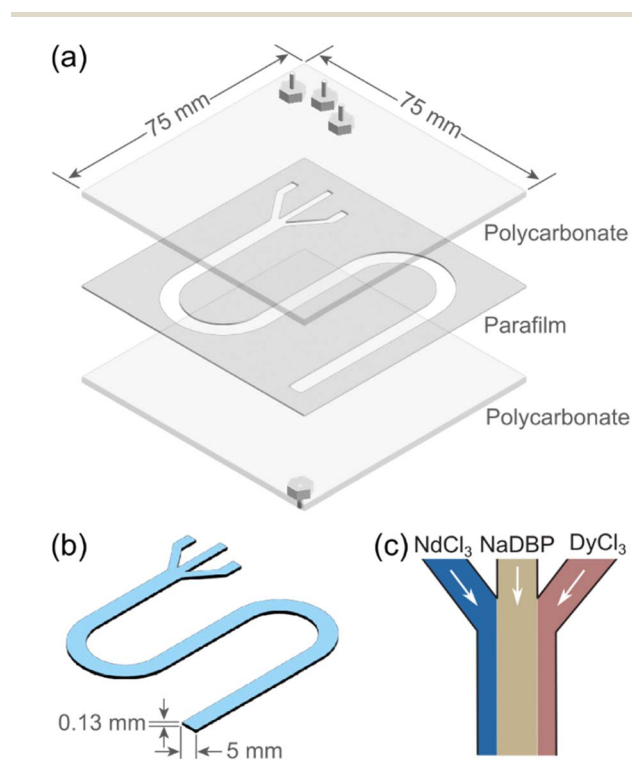 (a)
75 mm
75 mm
Polycarbonate
Parafilm
Polycarbonate
(b)
0.13 mm
5 mm
(c)
NdCl₃ NaDBP DyCl₃